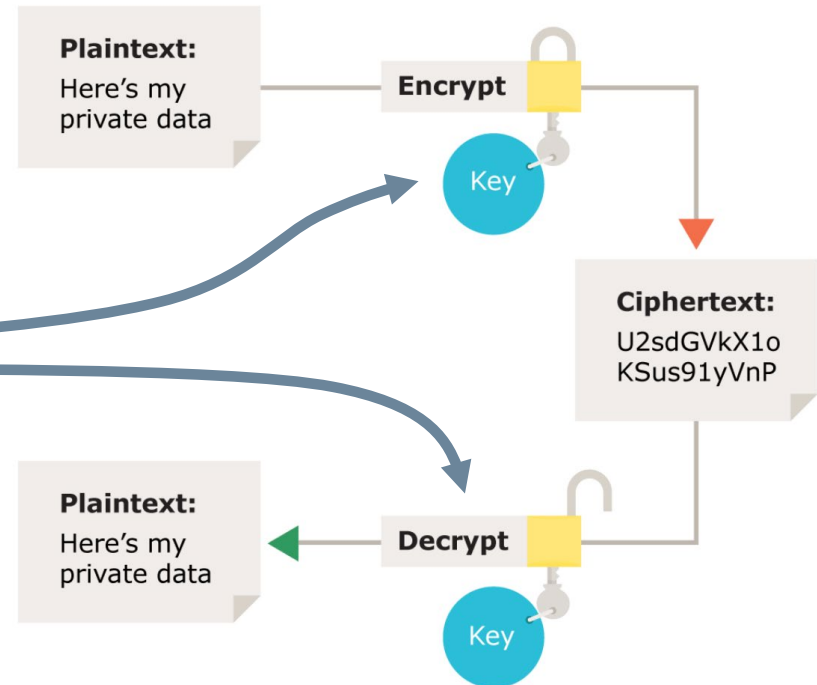 Plaintext:
Here's my
private data
Encrypt
Key
Ciphertext:
U2sdGVkX1o
KSus91yVnP
Plaintext:
Here's my
private data
Decrypt
Key